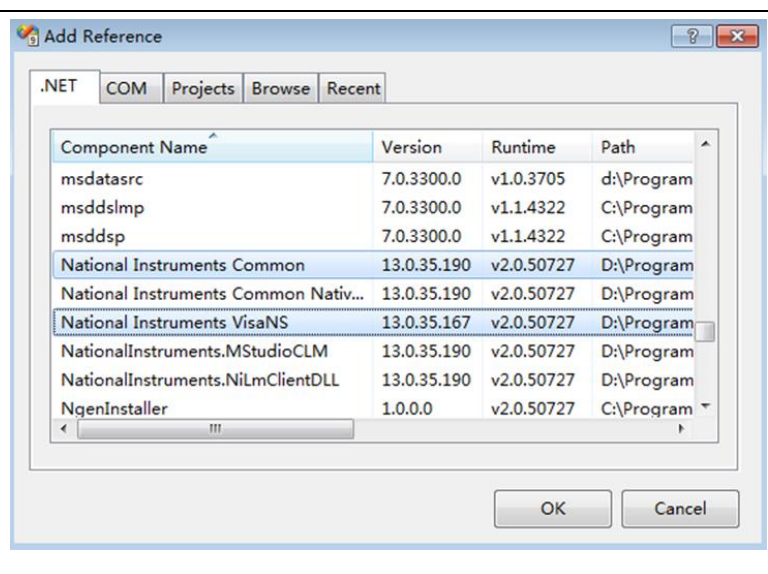 Add Reference
.NET COM Projects Browse Recent
Component Name Version Runtime Path
msdatasrc 7.0.3300.0 v1.0.3705 d:\Program
msddslmp 7.0.3300.0 v1.1.4322 C:\Program
msddsp 7.0.3300.0 v1.1.4322 C:\Program
National Instruments Common 13.0.35.190 v2.0.50727 D:\Program
National Instruments Common Nativ... 13.0.35.190 v2.0.50727 D:\Program
National Instruments VisaNS 13.0.35.167 v2.0.50727 D:\Program
NationalInstruments.MStudioCLM 13.0.35.190 v2.0.50727 D:\Program
NationalInstruments.NiLmClientDLL 13.0.35.190 v2.0.50727 D:\Program
NgenInstaller 1.0.0.0 v2.0.50727 C:\Program
OK Cancel